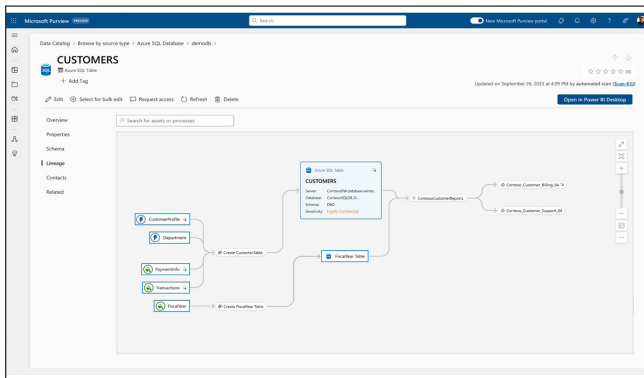 Microsoft Purview PREVIEW
Search
New Microsoft Purview portal
Data Catalog > Browse by source type > Azure SQL Database > demodb >
CUSTOMERS
SQL
Azure SQL Table
+ Add Tag
Updated on September 26, 2023 at 4:09 PM by automated scan
Edit
Select for bulk edit
Request access
Refresh
Delete
Open in Power BI Desktop
Overview
Properties
Schema
Lineage
Contacts
Related
Search for assets or processes
Azure SQL Table
CUSTOMERS
Server:
Database:
Schema: DBO
Sensitivity: Highly Confidential
CustomerProfile
Department
PaymentInfo
Transactions
FiscalYear
Create CustomerTable
Create FiscalYear Table
FiscalYear Table
ContosoCustomerReports
Contoso_Customer_Billing_04
Contoso_Customer_Support_04